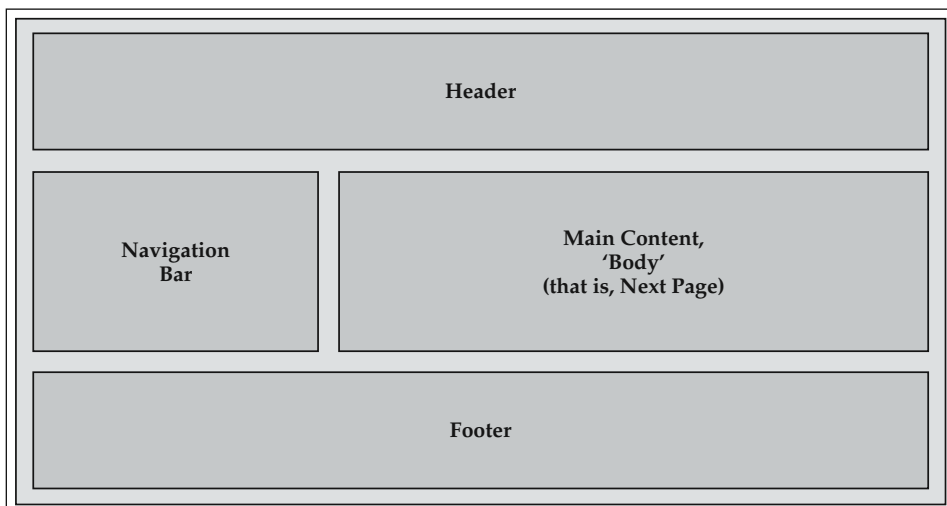 Header
Navigation
Bar
Main Content,
‘Body’
(that is, Next Page)
Footer